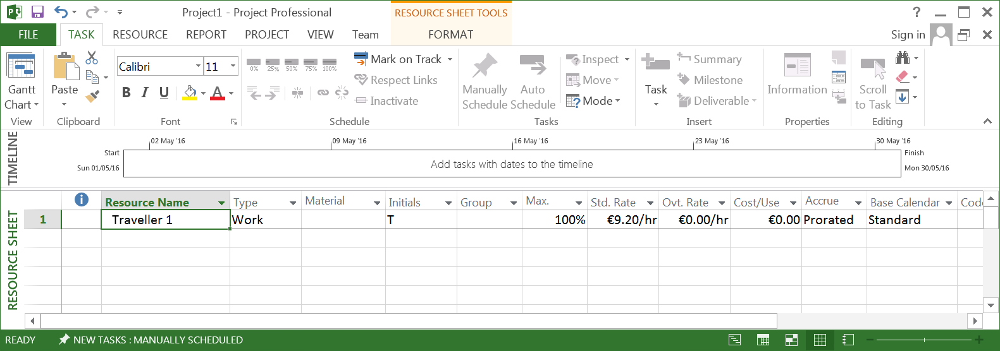 Project1 - Project Professional
RESOURCE SHEET TOOLS
?
FILE TASK RESOURCE REPORT PROJECT VIEW Team FORMAT Sign in
Gantt Chart
View
Paste
Clipboard
Calibri 11
B I U A
Font
0% 25% 50% 75% 100%
Mark on Track
Respect Links
Inactivate
Schedule
Manually Schedule
Auto Schedule
Inspect
Move
Mode
Tasks
Task
Summary
Milestone
Deliverable
Insert
Information
Properties
Scroll to Task
Editing
TIMELINE
02 May '16 09 May '16 16 May '16 23 May '16 30 May '16
Start
Sun 01/05/16
Add tasks with dates to the timeline
Finish
Mon 30/05/16
RESOURCE SHEET
Resource Name Type Material Initials Group Max. Std. Rate Ovt. Rate Cost/Use Accrue Base Calendar Code
1 Traveller 1 Work T 100% €9.20/hr €0.00/hr €0.00 Prorated Standard
READY NEW TASKS : MANUALLY SCHEDULED